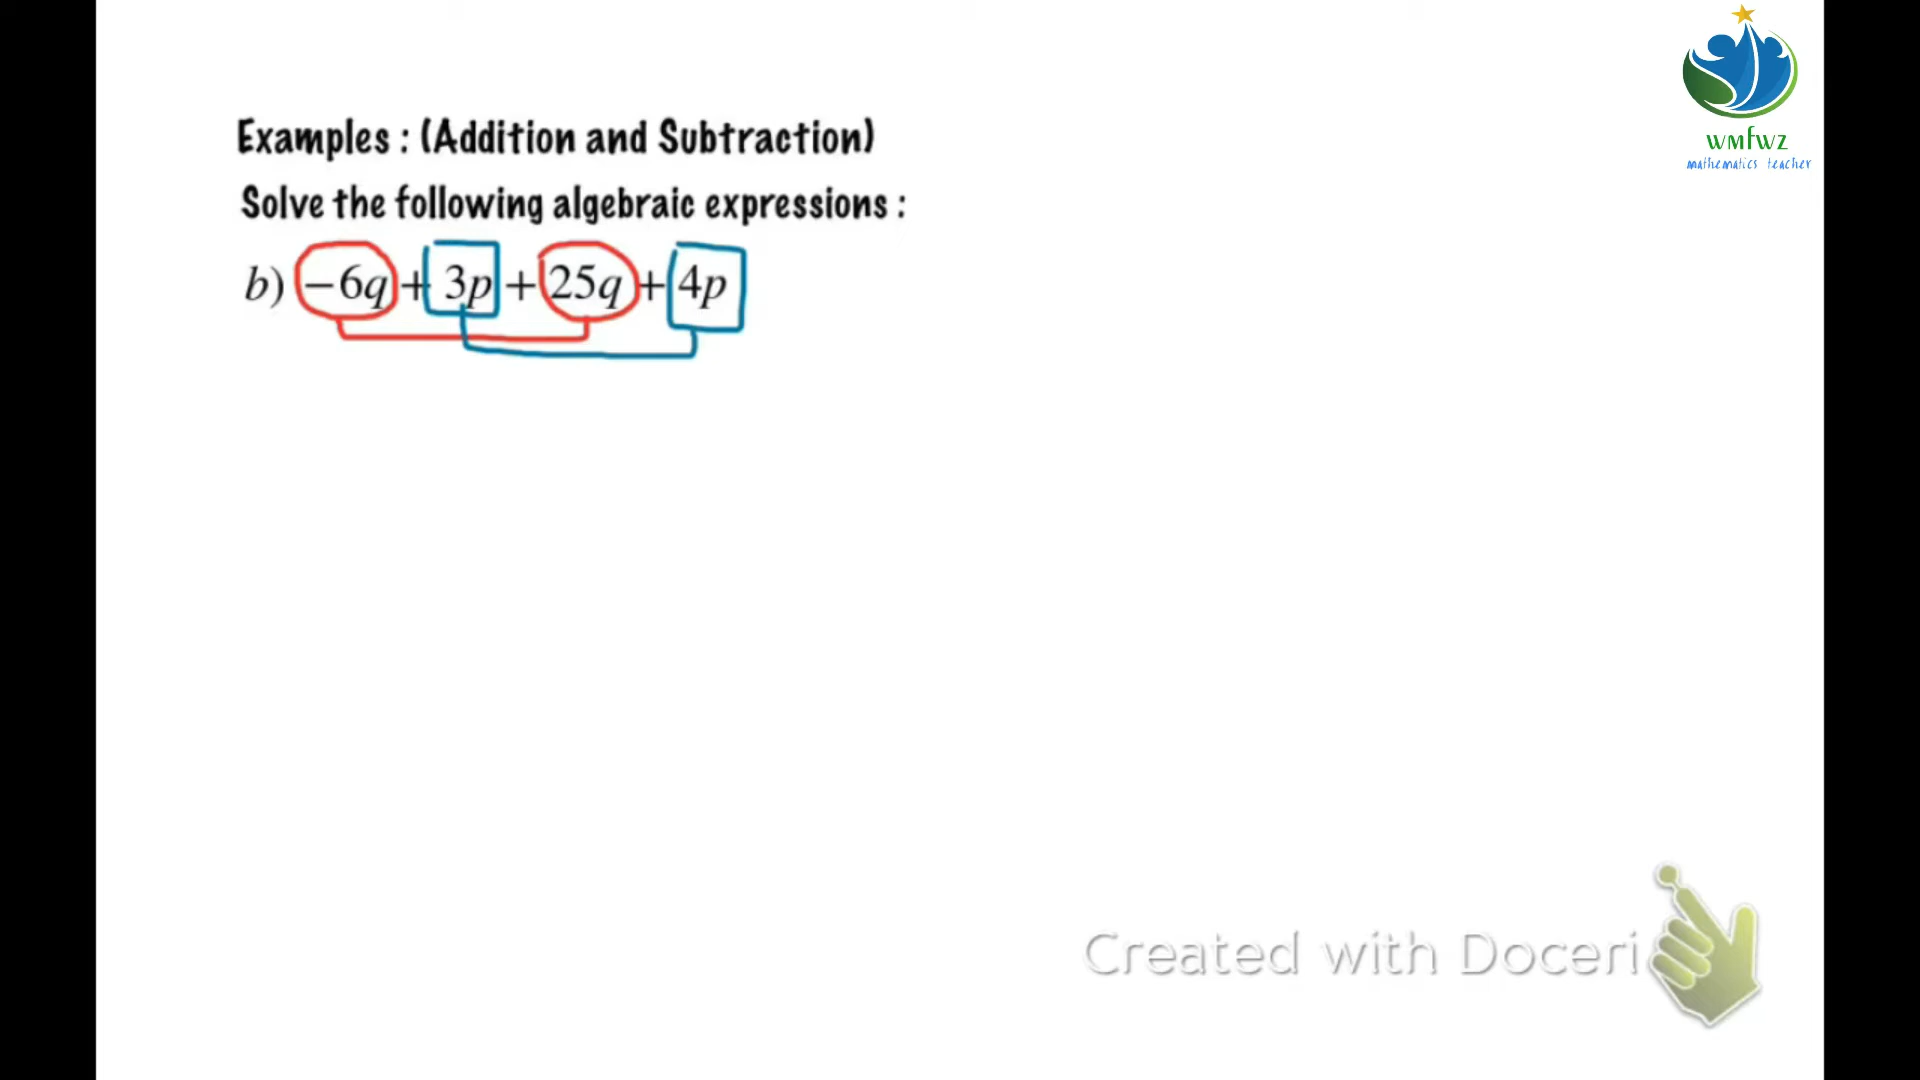 wmfwz
mathematics teacher
Examples : (Addition and Subtraction)
Solve the following algebraic expressions :
b) −6q + 3p + 25q + 4p
Created with Doceri